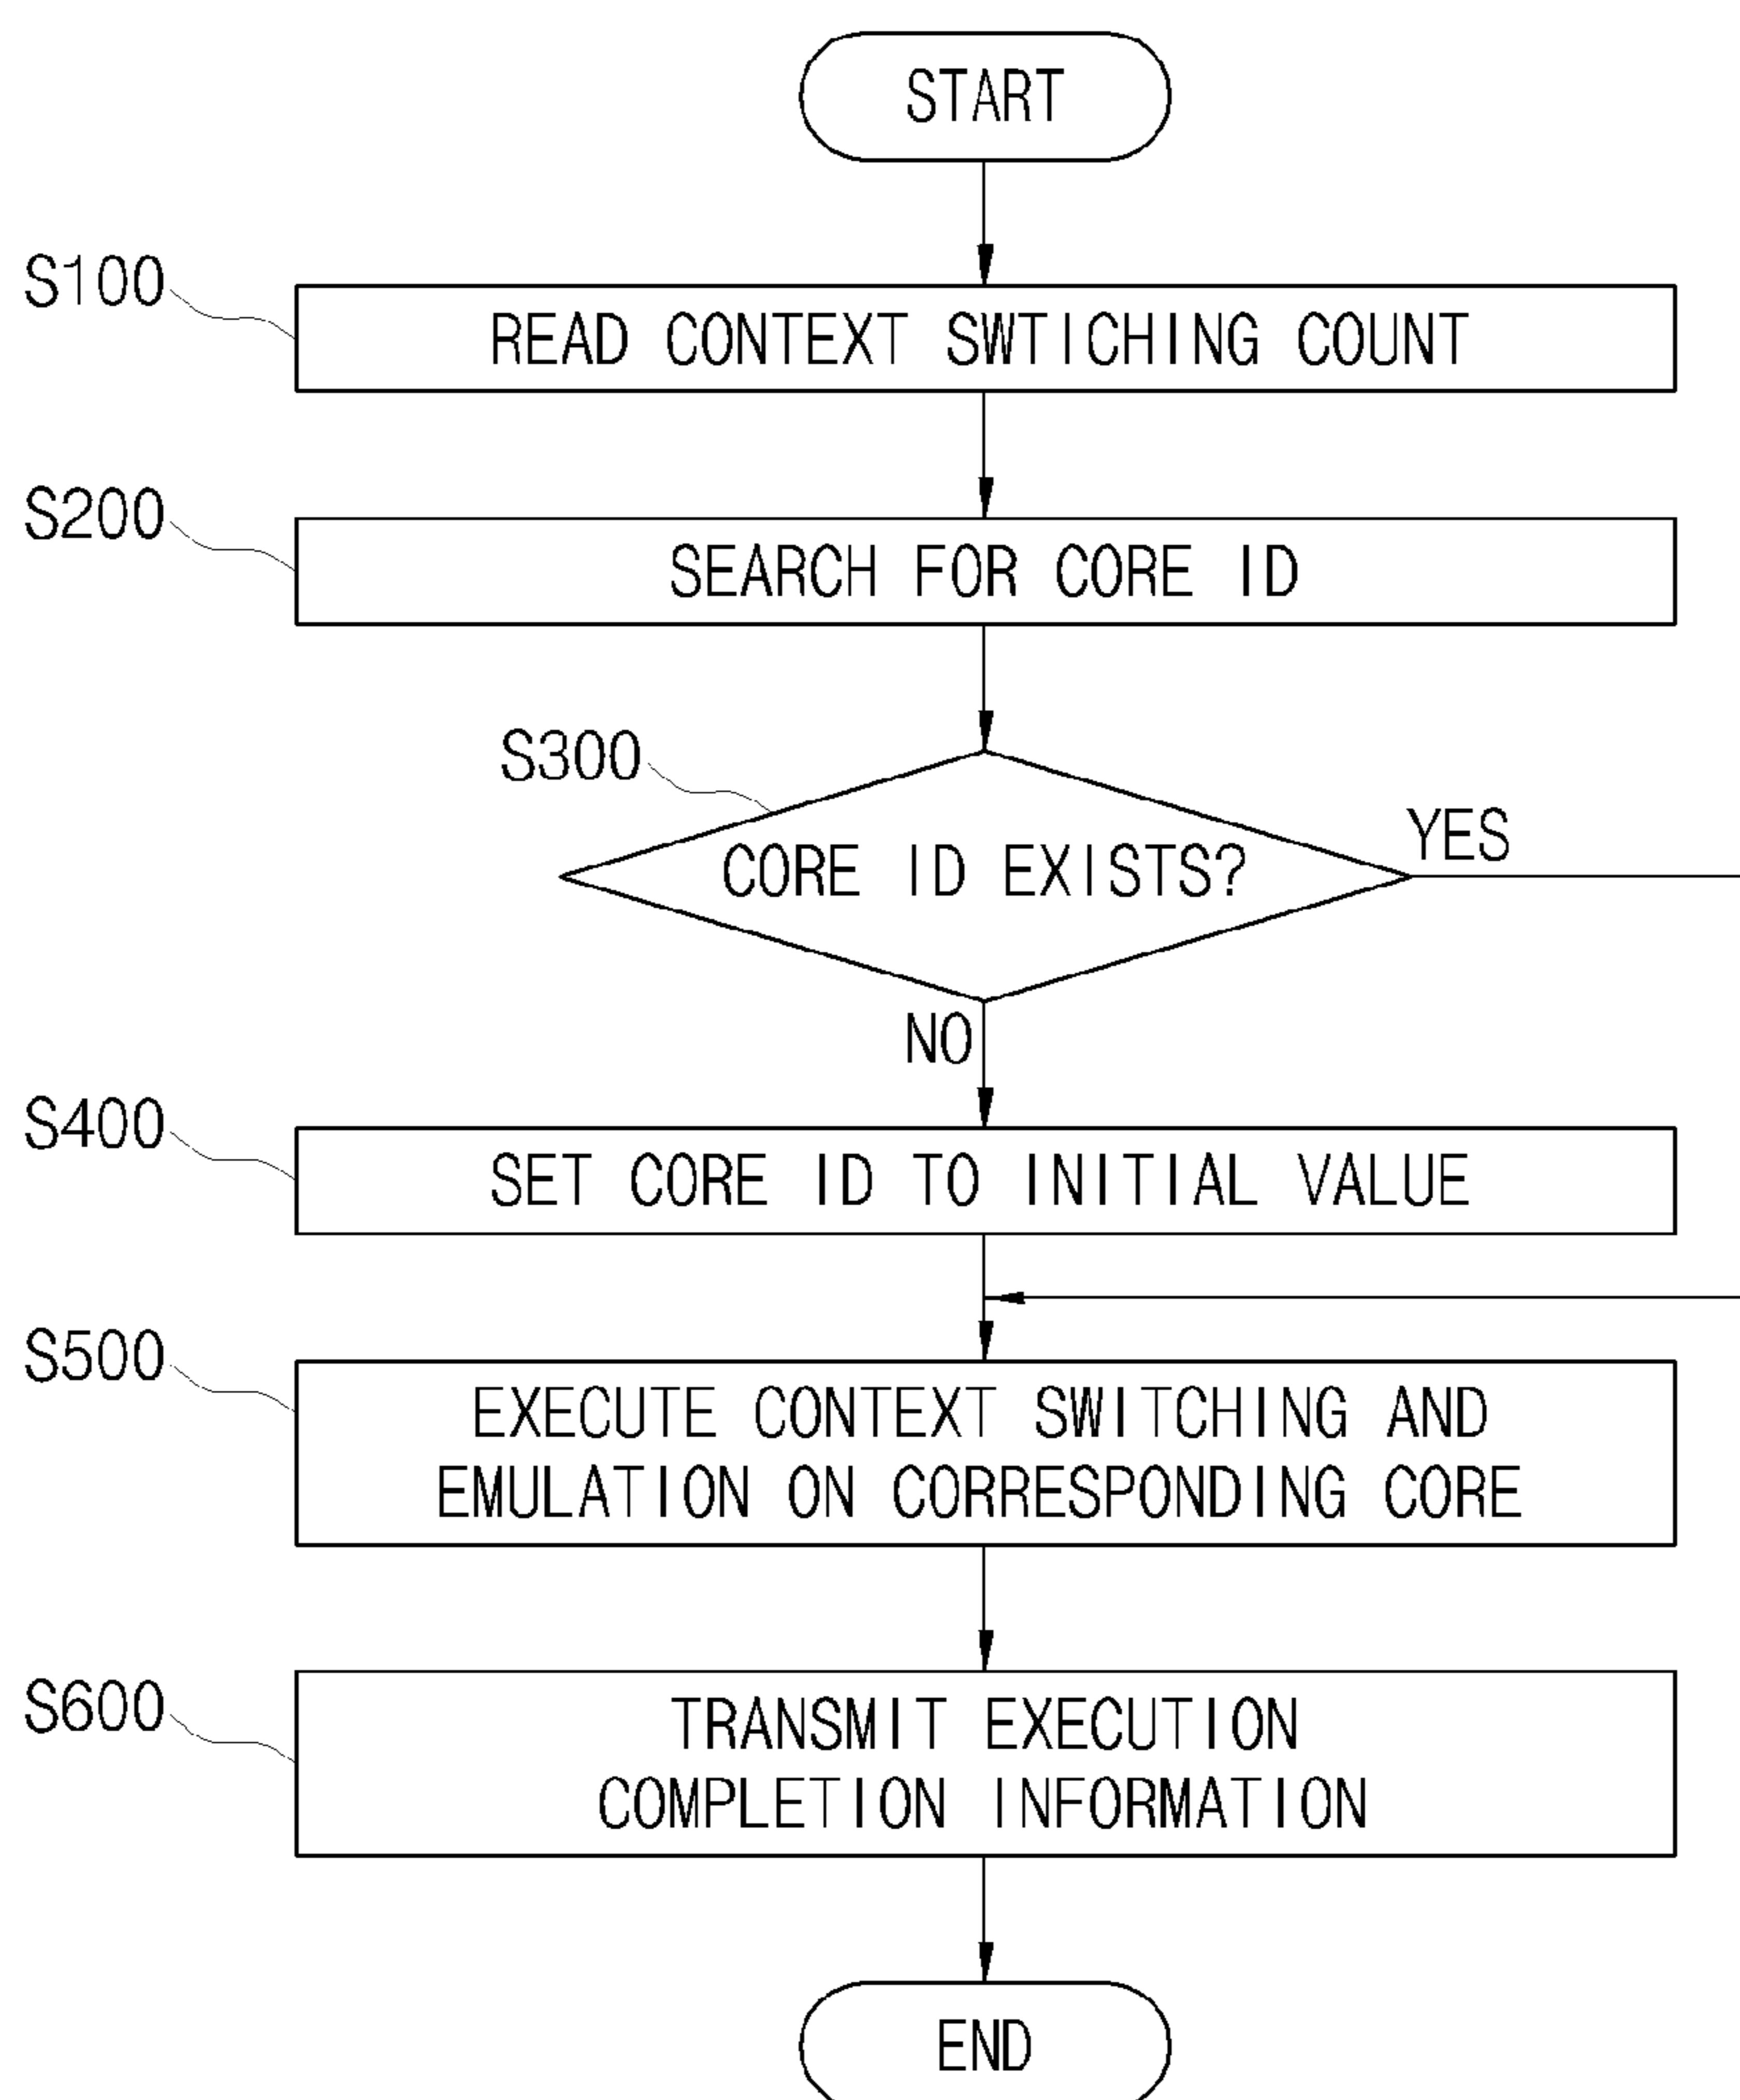 START
S100
READ CONTEXT SWTICHING COUNT
S200
SEARCH FOR CORE ID
S300
CORE ID EXISTS?
YES
NO
S400
SET CORE ID TO INITIAL VALUE
S500
EXECUTE CONTEXT SWITCHING AND
EMULATION ON CORRESPONDING CORE
S600
TRANSMIT EXECUTION
COMPLETION INFORMATION
END